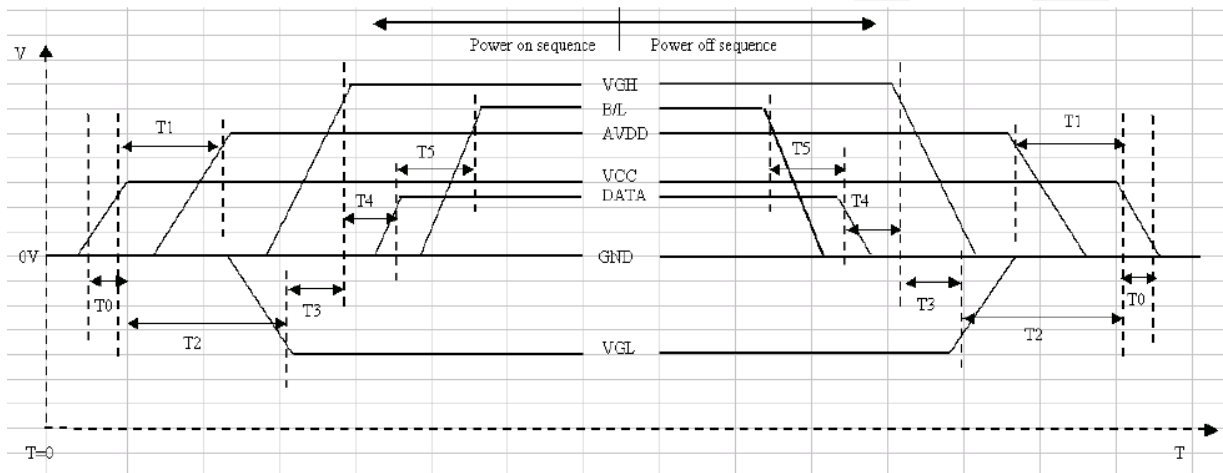 V
Power on sequence
Power off sequence
VGH
B/L
T1
AVDD
T1
T5
T5
VCC
DATA
T4
T4
0V
GND
T0
T3
T3
T0
T2
T2
VGL
T=0
T